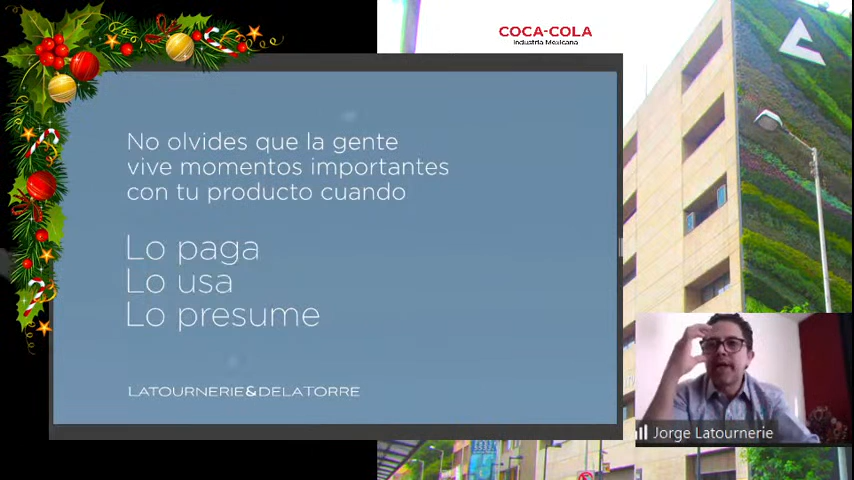 COCA-COLA
Industria Mexicana
No olvides que la gente
vive momentos importantes
con tu producto cuando
Lo paga
Lo usa
Lo presume
LATOURNERIE&DELATORRE
Jorge Latournerie